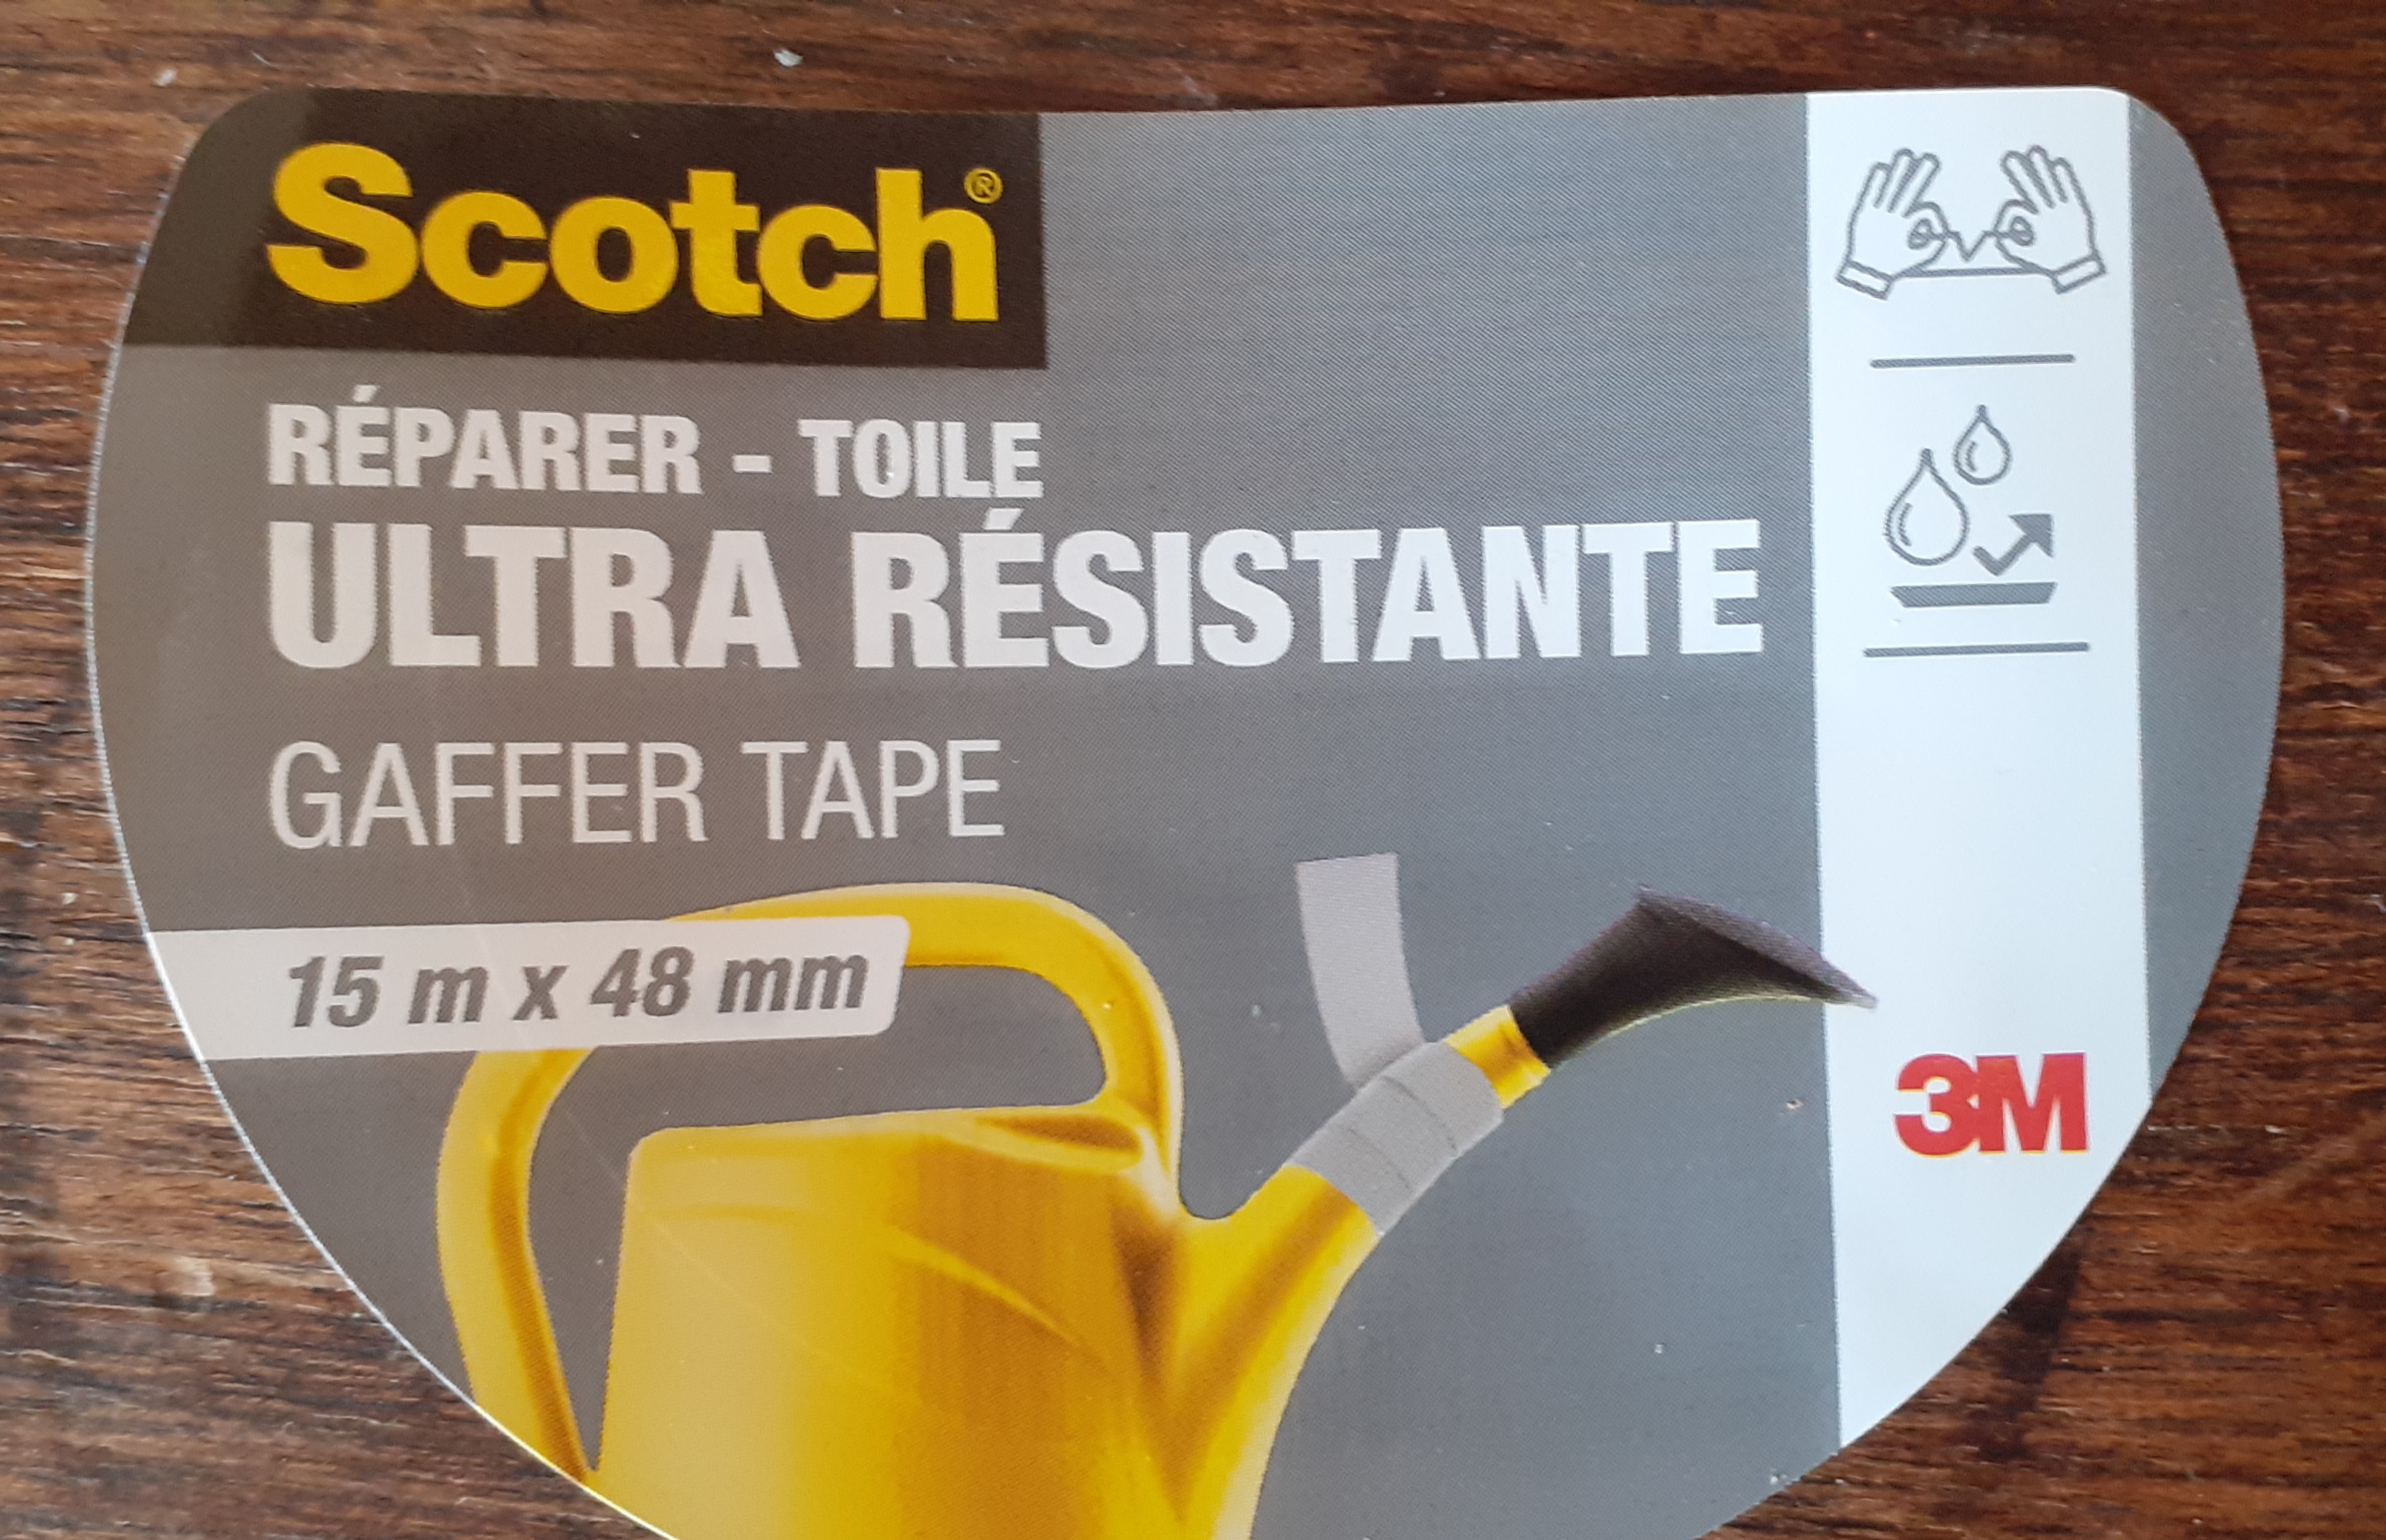 Scotch®
RÉPARER - TOILE
ULTRA RÉSISTANTE
GAFFER TAPE
15 m x 48 mm
3M